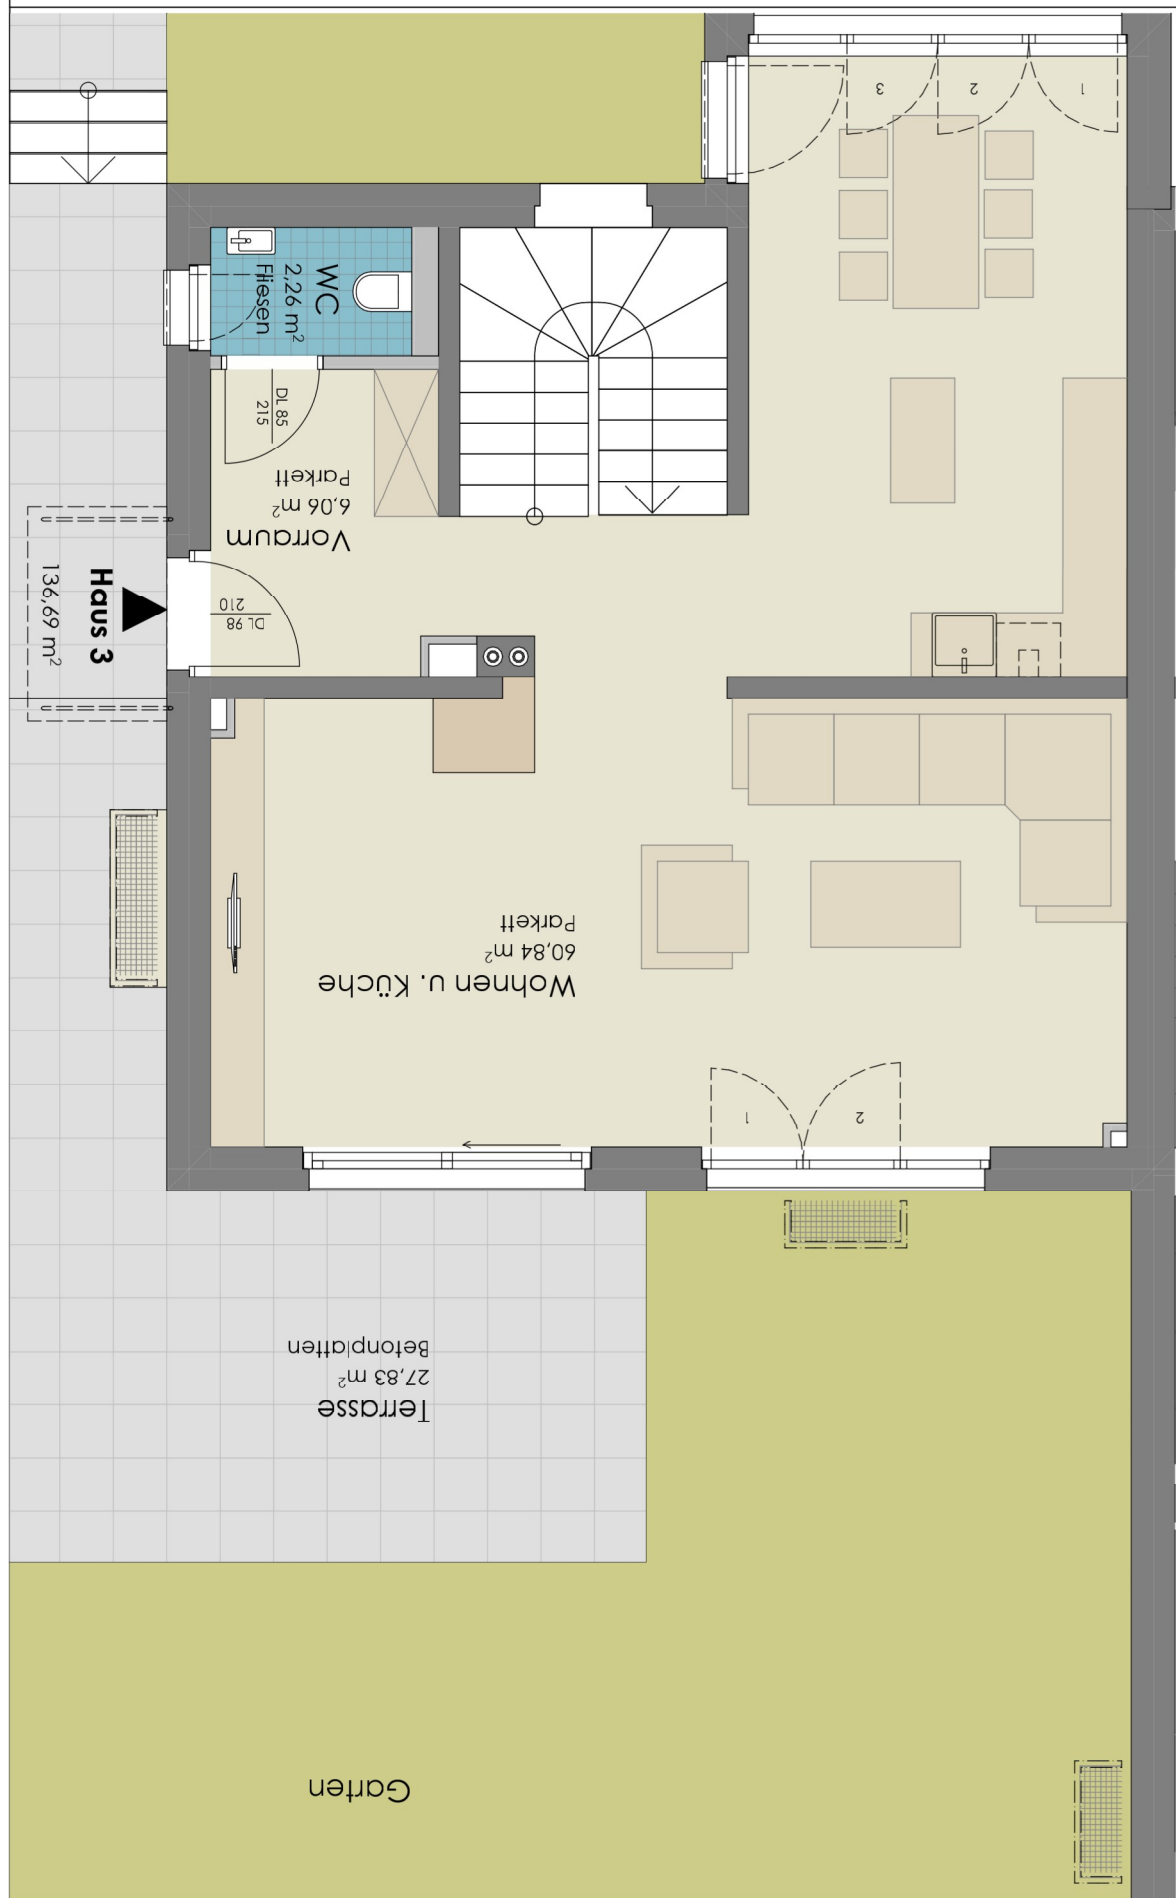 Garten
Terrasse
27,83 m²
Betonplatten
Wohnen u. Küche
60,84 m²
Parkett
1
2
Haus 3
136,69 m²
DL 98
210
Vorraum
6,06 m²
Parkett
DL 85
215
WC
2,26 m²
Fliesen
1
2
3